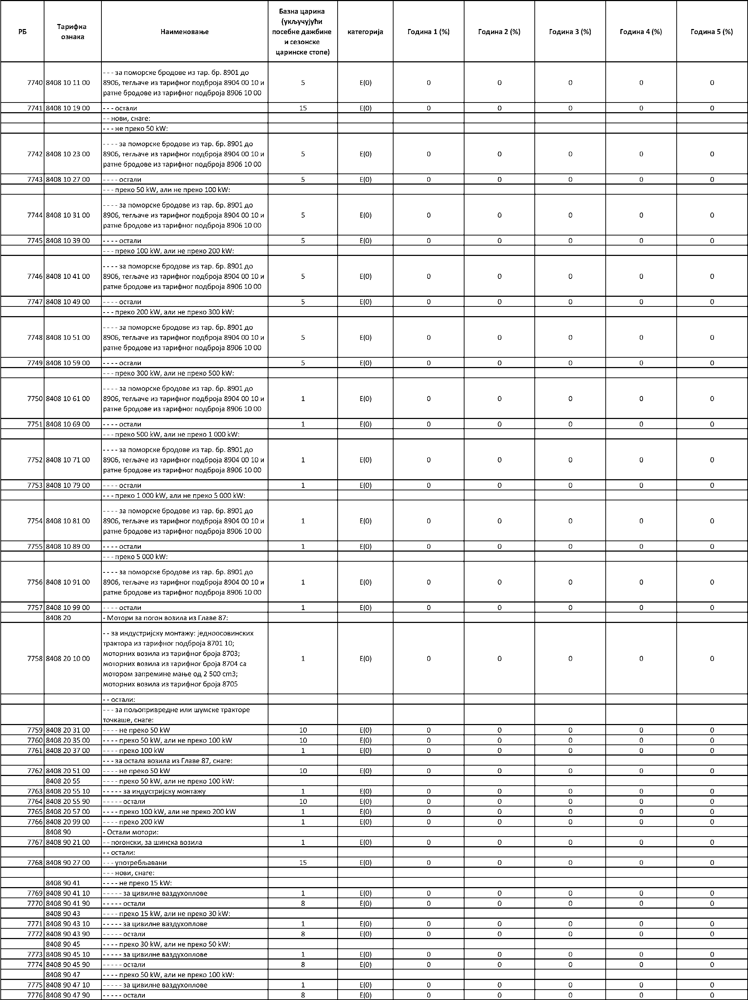 РБ Тарифна ознака Наименовање Базна царина (укључујући посебне дажбине и сезонске царинске стопе) категорија Година 1 (%) Година 2 (%) Година 3 (%) Година 4 (%) Година 5 (%)
- - - за поморске бродове из тар. бр. 8901 до
7740 8408 10 11 00 8906, тегљаче из тарифног подброја 8904 00 10 и 5 E(0) 0 0 0 0 0
ратне бродове из тарифног подброја 8906 10 00
7741 8408 10 19 00 - - - остали 15 E(0) 0 0 0 0 0
- - нови, снаге:
- - - не преко 50 kW:
- - - - за поморске бродове из тар. бр. 8901 до
7742 8408 10 23 00 8906, тегљаче из тарифног подброја 8904 00 10 и 5 E(0) 0 0 0 0 0
ратне бродове из тарифног подброја 8906 10 00
7743 8408 10 27 00 - - - - остали 5 E(0) 0 0 0 0 0
- - - преко 50 kW, али не преко 100 kW:
- - - - за поморске бродове из тар. бр. 8901 до
7744 8408 10 31 00 8906, тегљаче из тарифног подброја 8904 00 10 и 5 E(0) 0 0 0 0 0
ратне бродове из тарифног подброја 8906 10 00
7745 8408 10 39 00 - - - - остали 5 E(0) 0 0 0 0 0
- - - преко 100 kW, али не преко 200 kW:
- - - - за поморске бродове из тар. бр. 8901 до
7746 8408 10 41 00 8906, тегљаче из тарифног подброја 8904 00 10 и 5 E(0) 0 0 0 0 0
ратне бродове из тарифног подброја 8906 10 00
7747 8408 10 49 00 - - - - остали 5 E(0) 0 0 0 0 0
- - - преко 200 kW, али не преко 300 kW:
- - - - за поморске бродове из тар. бр. 8901 до
7748 8408 10 51 00 8906, тегљаче из тарифног подброја 8904 00 10 и 5 E(0) 0 0 0 0 0
ратне бродове из тарифног подброја 8906 10 00
7749 8408 10 59 00 - - - - остали 5 E(0) 0 0 0 0 0
- - - преко 300 kW, али не преко 500 kW:
- - - - за поморске бродове из тар. бр. 8901 до
7750 8408 10 61 00 8906, тегљаче из тарифног подброја 8904 00 10 и 1 E(0) 0 0 0 0 0
ратне бродове из тарифног подброја 8906 10 00
7751 8408 10 69 00 - - - - остали 1 E(0) 0 0 0 0 0
- - - преко 500 kW, али не преко 1 000 kW:
- - - - за поморске бродове из тар. бр. 8901 до
7752 8408 10 71 00 8906, тегљаче из тарифног подброја 8904 00 10 и 1 E(0) 0 0 0 0 0
ратне бродове из тарифног подброја 8906 10 00
7753 8408 10 79 00 - - - - остали 1 E(0) 0 0 0 0 0
- - - преко 1 000 kW, али не преко 5 000 kW:
- - - - за поморске бродове из тар. бр. 8901 до
7754 8408 10 81 00 8906, тегљаче из тарифног подброја 8904 00 10 и 1 E(0) 0 0 0 0 0
ратне бродове из тарифног подброја 8906 10 00
7755 8408 10 89 00 - - - - остали 1 E(0) 0 0 0 0 0
- - - преко 5 000 kW:
- - - - за поморске бродове из тар. бр. 8901 до
7756 8408 10 91 00 8906, тегљаче из тарифног подброја 8904 00 10 и 1 E(0) 0 0 0 0 0
ратне бродове из тарифног подброја 8906 10 00
7757 8408 10 99 00 - - - - остали 1 E(0) 0 0 0 0 0
8408 20 - Мотори за погон возила из Главе 87:
- - за индустријску монтажу: једноосовинских
трактора из тарифног подброја 8701 10;
моторних возила из тарифног броја 8703;
7758 8408 20 10 00 моторних возила из тарифног броја 8704 са 1 E(0) 0 0 0 0 0
мотором запремине мање од 2 500 cm3;
моторних возила из тарифног броја 8705
- - остали:
- - - за пољопривредне или шумске тракторе
точкаше, снаге:
7759 8408 20 31 00 - - - - не преко 50 kW 10 E(0) 0 0 0 0 0
7760 8408 20 35 00 - - - - преко 50 kW, али не преко 100 kW 10 E(0) 0 0 0 0 0
7761 8408 20 37 00 - - - - преко 100 kW 1 E(0) 0 0 0 0 0
- - - за остала возила из Главе 87, снаге:
7762 8408 20 51 00 - - - - не преко 50 kW 10 E(0) 0 0 0 0 0
8408 20 55 - - - - преко 50 kW, али не преко 100 kW:
7763 8408 20 55 10 - - - - - за индустријску монтажу 1 E(0) 0 0 0 0 0
7764 8408 20 55 90 - - - - - остали 10 E(0) 0 0 0 0 0
7765 8408 20 57 00 - - - - преко 100 kW, али не преко 200 kW 1 E(0) 0 0 0 0 0
7766 8408 20 99 00 - - - - преко 200 kW 1 E(0) 0 0 0 0 0
8408 90 - Остали мотори:
7767 8408 90 21 00 - - погонски, за шинска возила 1 E(0) 0 0 0 0 0
- - остали:
7768 8408 90 27 00 - - - употребљавани 15 E(0) 0 0 0 0 0
- - - нови, снаге:
8408 90 41 - - - - не преко 15 kW:
7769 8408 90 41 10 - - - - - за цивилне ваздухоплове 1 E(0) 0 0 0 0 0
7770 8408 90 41 90 - - - - - остали 8 E(0) 0 0 0 0 0
8408 90 43 - - - - преко 15 kW, али не преко 30 kW:
7771 8408 90 43 10 - - - - - за цивилне ваздухоплове 1 E(0) 0 0 0 0 0
7772 8408 90 43 90 - - - - - остали 8 E(0) 0 0 0 0 0
8408 90 45 - - - - преко 30 kW, али не преко 50 kW:
7773 8408 90 45 10 - - - - - за цивилне ваздухоплове 1 E(0) 0 0 0 0 0
7774 8408 90 45 90 - - - - - остали 8 E(0) 0 0 0 0 0
8408 90 47 - - - - преко 50 kW, али не преко 100 kW:
7775 8408 90 47 10 - - - - - за цивилне ваздухоплове 1 E(0) 0 0 0 0 0
7776 8408 90 47 90 - - - - - остали 8 E(0) 0 0 0 0 0